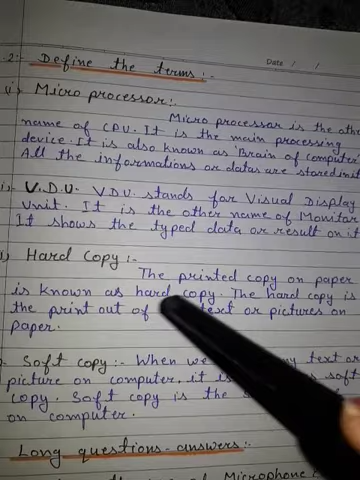 Date / /
2:- Define the terms:-
i) Micro processor:-
Micro processor is the othe
name of CPU. It is the main processing
device. It is also known as 'Brain of computer'
All the informations or datas are stored in it
i) V.D.U. VDU stands for Visual Display
Unit. It is the other name of Monitor
It shows the typed data or result on it
i) Hard Copy :-
The printed copy on paper
is known as hard copy. The hard copy is
the print out of text or pictures on
paper.
Soft copy :- When we text or
picture on computer, it is soft
copy. Soft copy is the
on computer.
Long questions-answers:-
Microphone